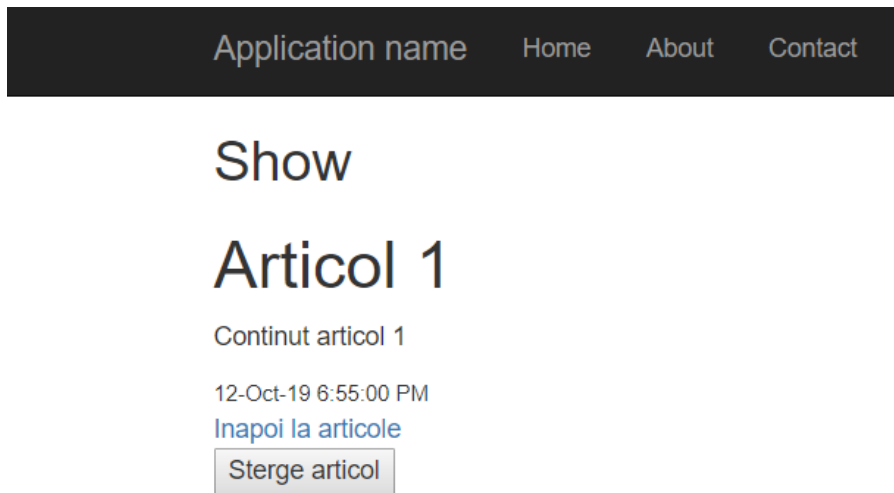 Application name Home About Contact
Show
Articol 1
Continut articol 1
12-Oct-19 6:55:00 PM
Inapoi la articole
Sterge articol